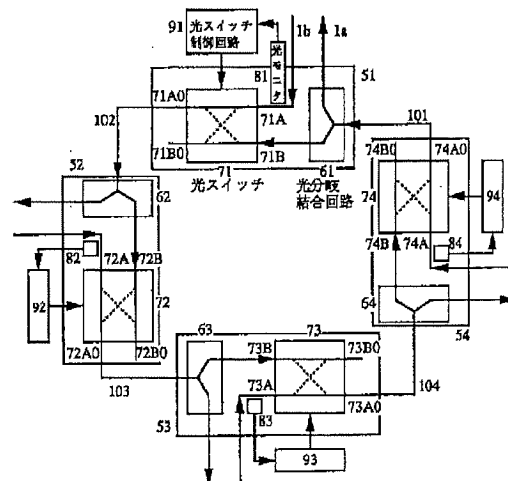 91
光スイッチ
制御回路
光モニタ
1b
1a
81
51
71A0
71A
102
101
71B0
71B
71
光スイッチ
61
光分岐
結合回路
52
62
74B0
74A0
74
94
82
72A
72B
74B
74A
84
92
72
64
54
72A0
72B0
63
73
103
73B
73B0
104
73A
73A0
53
83
93